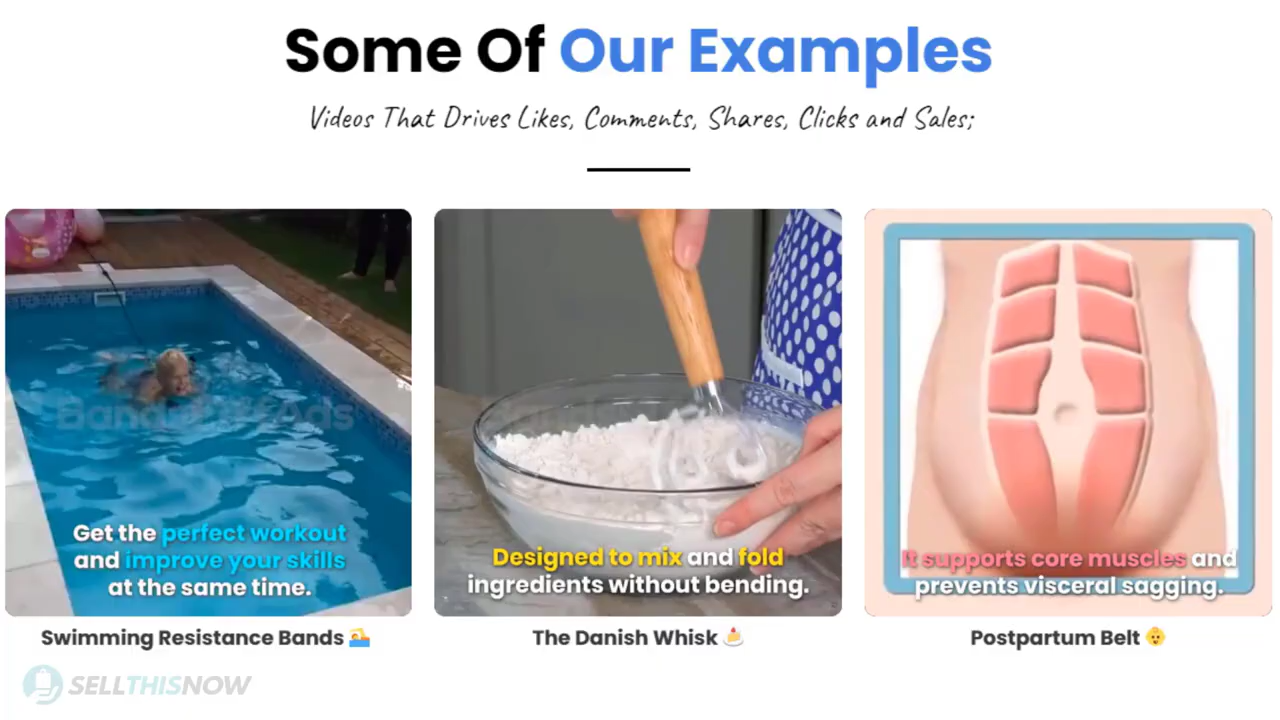 Some Of Our Examples
Videos That Drives Likes, Comments, Shares, Clicks and Sales;
Get the perfect workout
and improve your skills
at the same time.
Designed to mix and fold
ingredients without bending.
It supports core muscles and
prevents visceral sagging.
Swimming Resistance Bands 🏊
The Danish Whisk 🍰
Postpartum Belt 👶
SELLTHISNOW